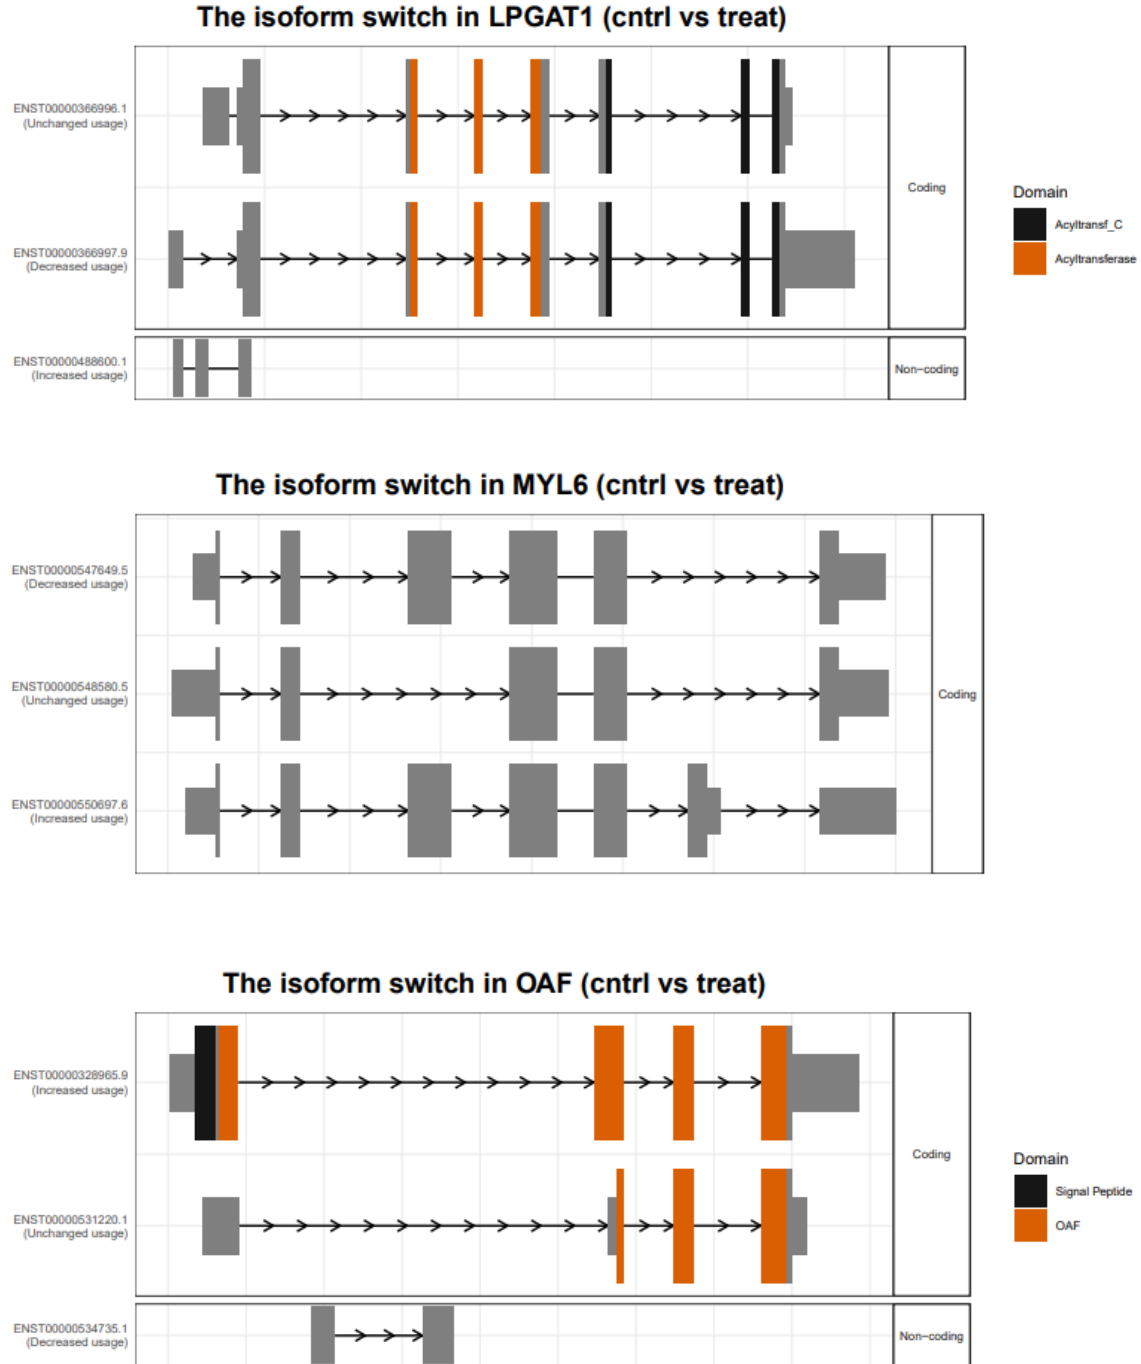 The isoform switch in LPGAT1 (cntrl vs treat)
ENST00000366996.1
(Unchanged usage)
ENST00000366997.9
(Decreased usage)
ENST00000488600.1
(Increased usage)
Coding
Non-coding
Domain
Acyltransf_C
Acyltransferase
The isoform switch in MYL6 (cntrl vs treat)
ENST00000547649.5
(Decreased usage)
ENST00000548580.5
(Unchanged usage)
ENST00000550697.6
(Increased usage)
Coding
The isoform switch in OAF (cntrl vs treat)
ENST00000328965.9
(Increased usage)
ENST00000531220.1
(Unchanged usage)
ENST00000534735.1
(Decreased usage)
Coding
Non-coding
Domain
Signal Peptide
OAF